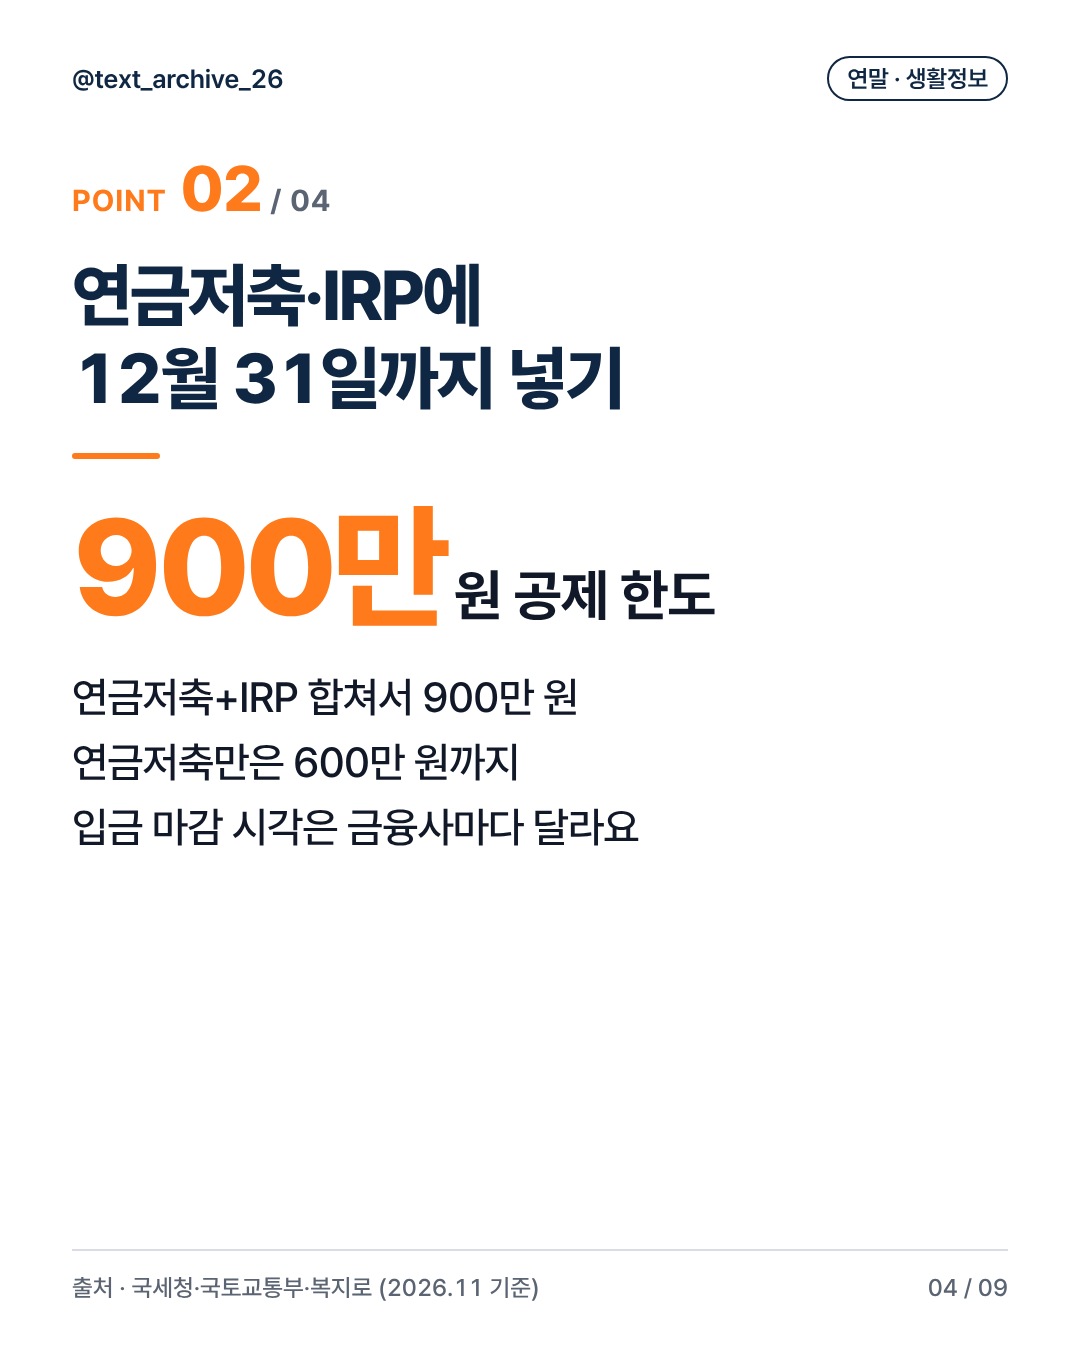 @text_archive_26
연말 · 생활정보
POINT 02 / 04
연금저축·IRP에
12월 31일까지 넣기
900만원 공제 한도
연금저축+IRP 합쳐서 900만 원
연금저축만은 600만 원까지
입금 마감 시각은 금융사마다 달라요
출처 · 국세청·국토교통부·복지로 (2026.11 기준)
04 / 09